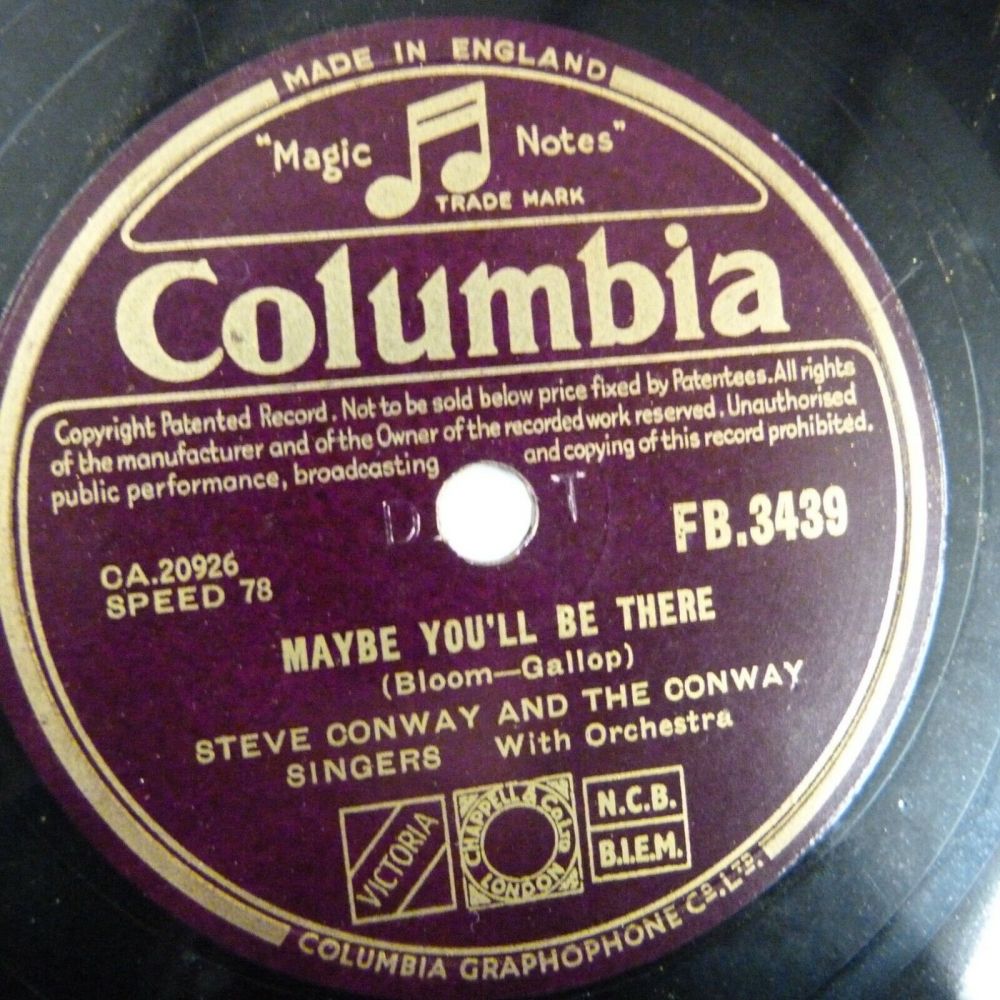 MADE IN ENGLAND
"Magic Notes"
TRADE MARK
Columbia
Copyright Patented Record. Not to be sold below price fixed by Patentees. All rights
of the manufacturer and of the Owner of the recorded work reserved. Unauthorised
public performance, broadcasting and copying of this record prohibited.
FB.3439
CA.20926
SPEED 78
MAYBE YOU'LL BE THERE
(Bloom—Gallop)
STEVE CONWAY AND THE CONWAY
SINGERS With Orchestra
VICTORIA
CHAPPELL & Co. LTD
LONDON
N.C.B.
B.I.E.M.
COLUMBIA GRAPHOPHONE CO. LTD.